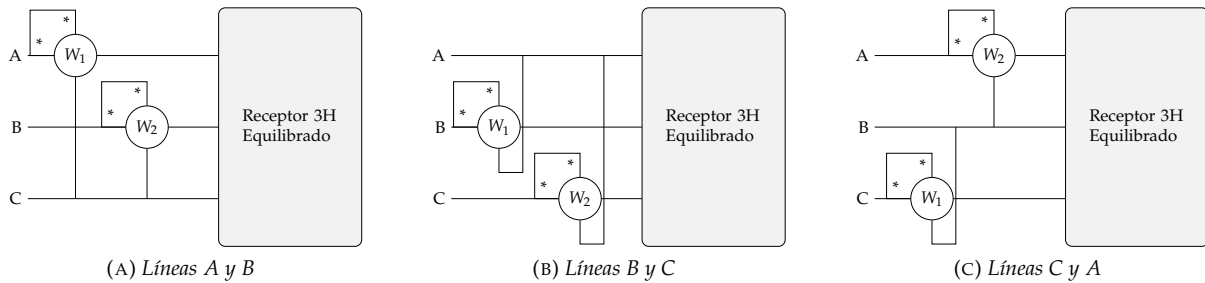 A
*
*
W1
B
*
*
W2
C
Receptor 3H
Equilibrado
(A) Líneas A y B
A
B
*
*
W1
C
*
*
W2
Receptor 3H
Equilibrado
(B) Líneas B y C
A
*
*
W2
B
C
*
*
W1
Receptor 3H
Equilibrado
(C) Líneas C y A